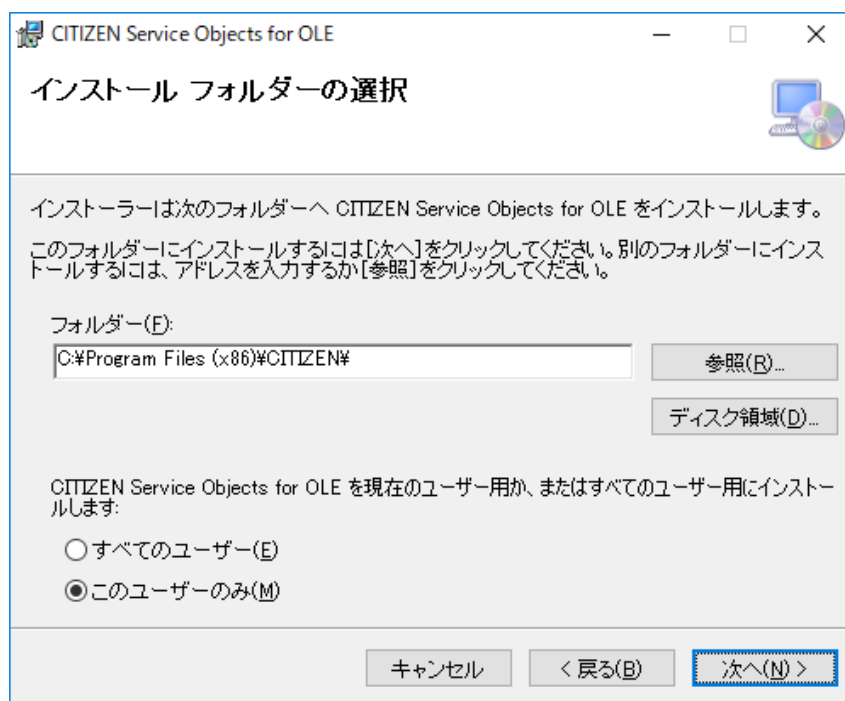 CITIZEN Service Objects for OLE
インストール フォルダーの選択
インストーラーは次のフォルダーへ CITIZEN Service Objects for OLE をインストールします。
このフォルダーにインストールするには[次へ]をクリックしてください。別のフォルダーにインス
トールするには、アドレスを入力するか[参照]をクリックしてください。
フォルダー(F):
C:¥Program Files (x86)¥CITIZEN¥
参照(R)...
ディスク領域(D)...
CITIZEN Service Objects for OLE を現在のユーザー用か、またはすべてのユーザー用にインストー
ルします:
すべてのユーザー(E)
このユーザーのみ(M)
キャンセル
< 戻る(B)
次へ(N) >